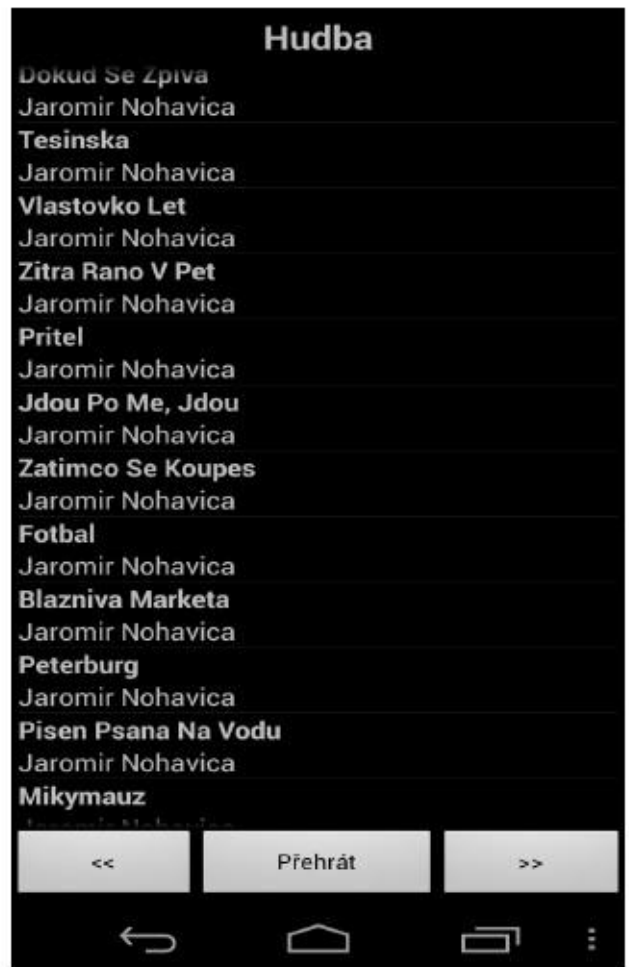 Hudba
Dokud Se Zpiva
Jaromir Nohavica
Tesinska
Jaromir Nohavica
Vlastovko Let
Jaromir Nohavica
Zitra Rano V Pet
Jaromir Nohavica
Pritel
Jaromir Nohavica
Jdou Po Me, Jdou
Jaromir Nohavica
Zatimco Se Koupes
Jaromir Nohavica
Fotbal
Jaromir Nohavica
Blazniva Marketa
Jaromir Nohavica
Peterburg
Jaromir Nohavica
Pisen Psana Na Vodu
Jaromir Nohavica
Mikymauz
<< Přehrát >>